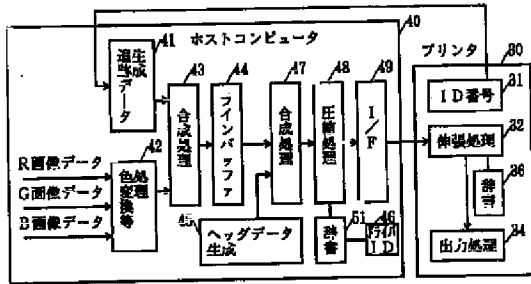 ホストコンピュータ
40
41
生成
追跡データ
43
合成処理
44
ラインバッファ
47
合成処理
48
圧縮処理
49
I/F
プリンタ
30
31
ID番号
32
伸張処理
36
辞書
34
出力処理
R画像データ
G画像データ
B画像データ
42
色処理
変換等
45
ヘッダデータ
生成
51
辞書
46
ID